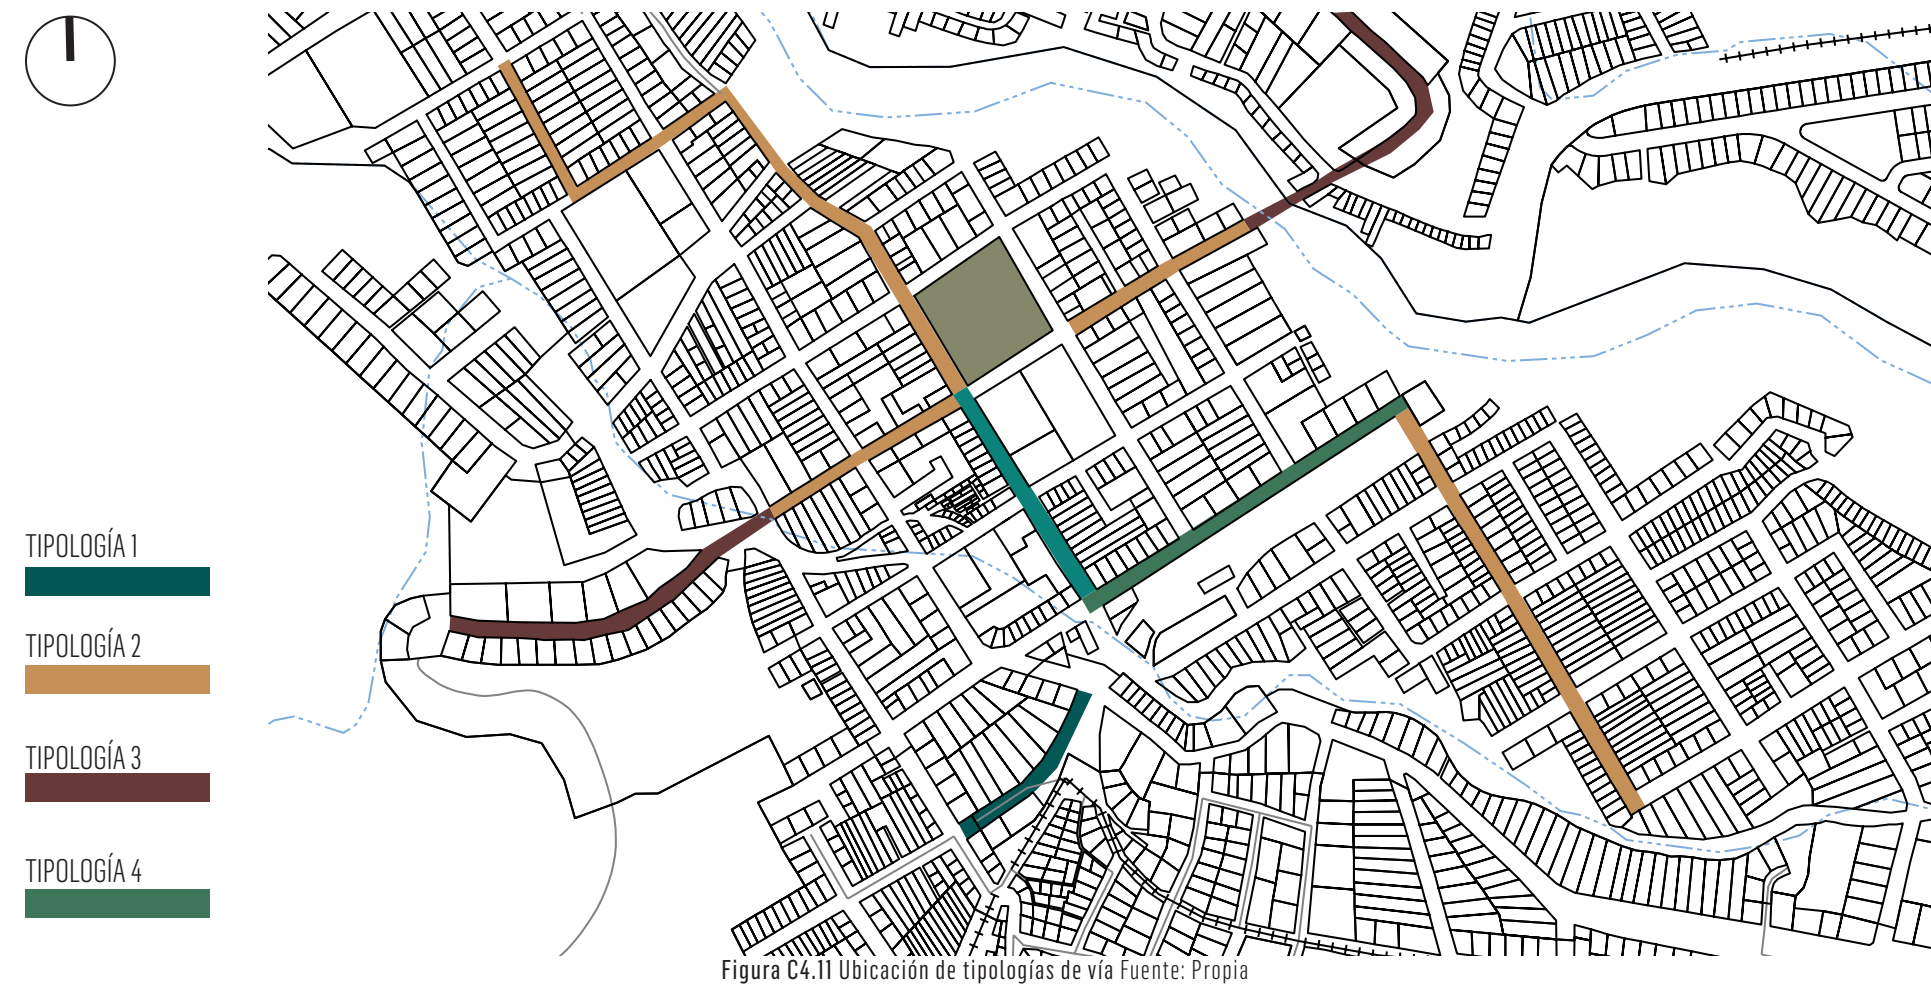 TIPOLOGÍA 1
TIPOLOGÍA 2
TIPOLOGÍA 3
TIPOLOGÍA 4
Figura C4.11 Ubicación de tipologías de vía Fuente: Propia